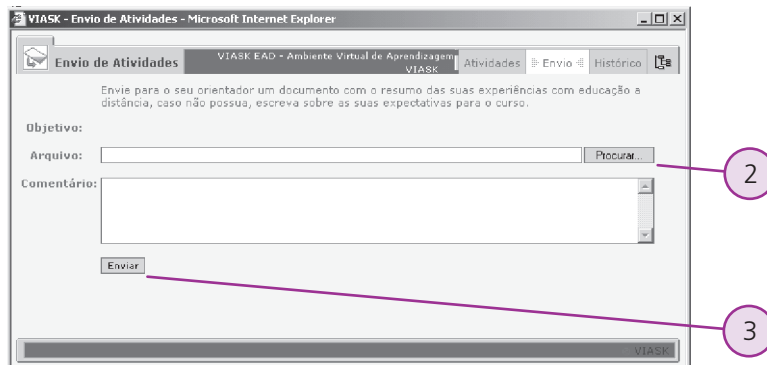 VIASK - Envio de Atividades - Microsoft Internet Explorer
Envio de Atividades
VIASK EAD - Ambiente Virtual de Aprendizagem
VIASK
Atividades
Envio
Histórico
Envie para o seu orientador um documento com o resumo das suas experiências com educação a
distância, caso não possua, escreva sobre as suas expectativas para o curso.
Objetivo:
Arquivo:
Procurar...
2
Comentário:
Enviar
3
VIASK